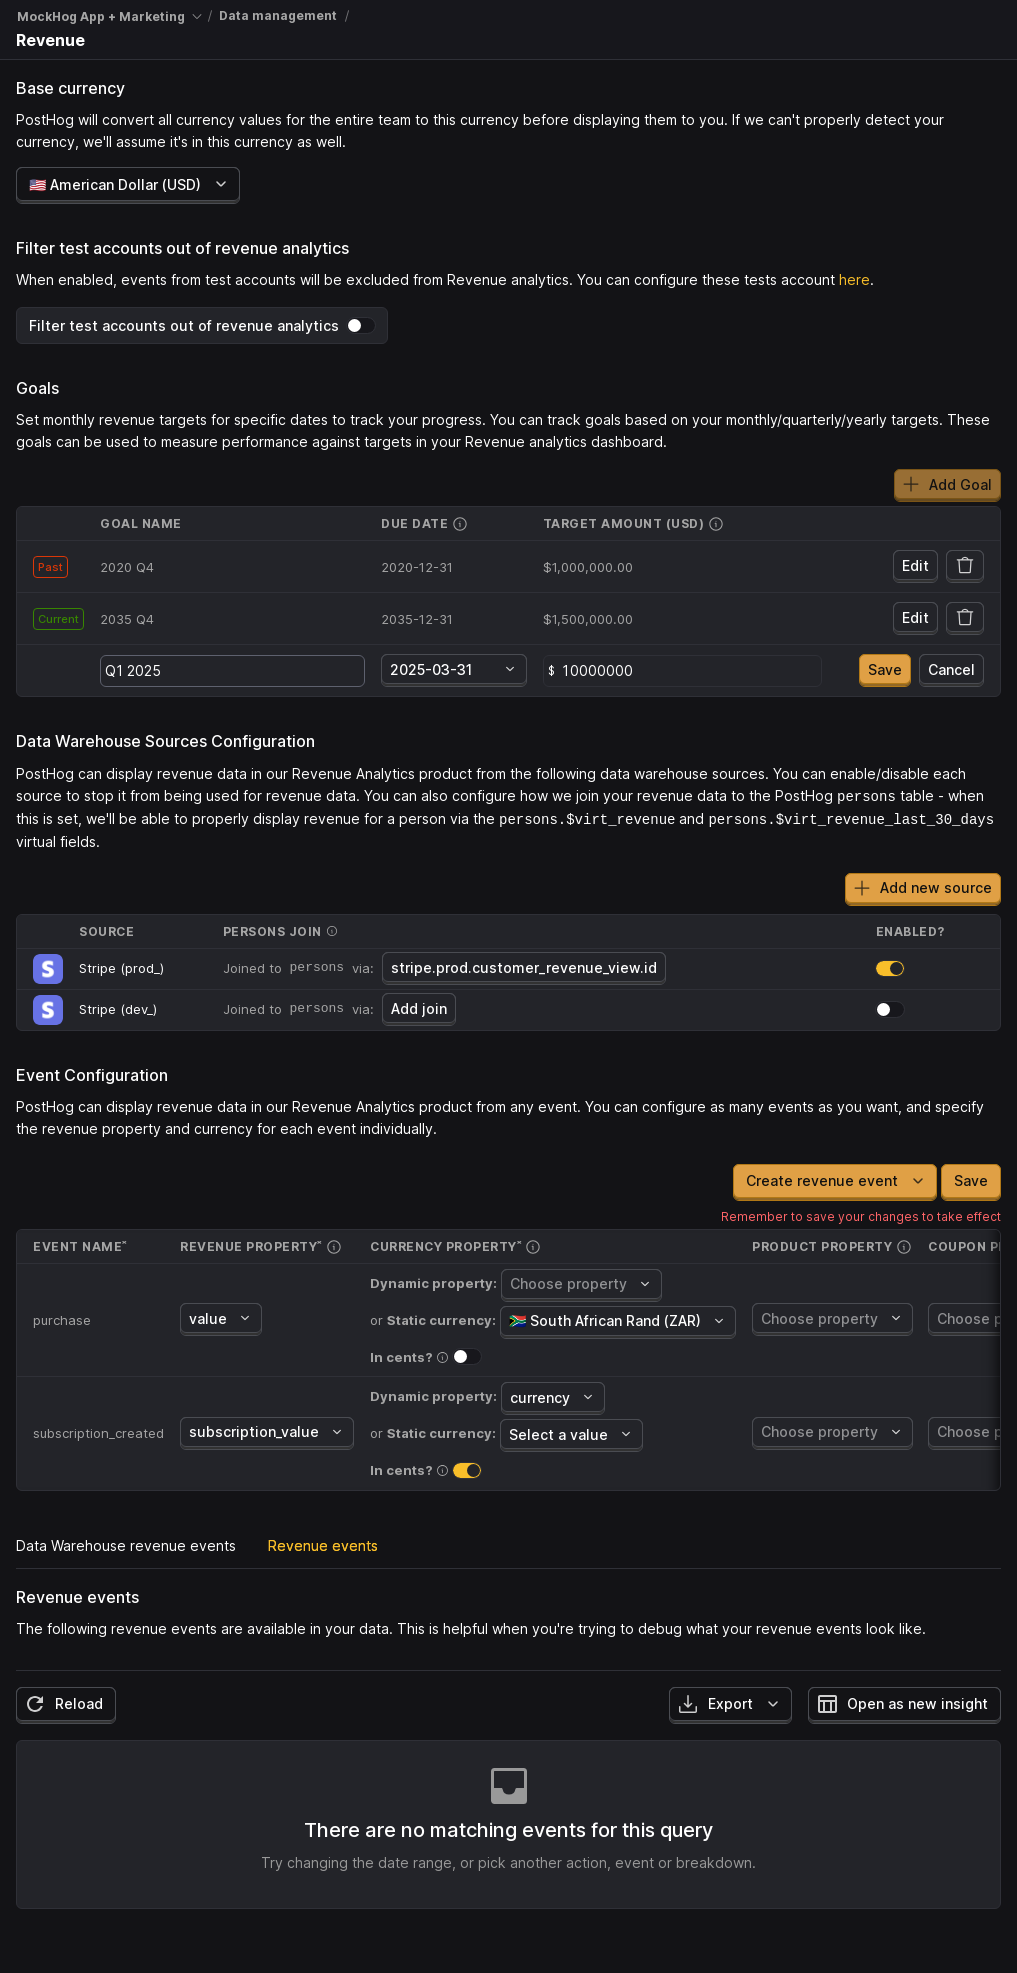 MockHog App + Marketing / Data management /
Revenue
Base currency
PostHog will convert all currency values for the entire team to this currency before displaying them to you. If we can't properly detect your
currency, we'll assume it's in this currency as well.
🇺🇸 American Dollar (USD)
Filter test accounts out of revenue analytics
When enabled, events from test accounts will be excluded from Revenue analytics. You can configure these tests account here.
Filter test accounts out of revenue analytics
Goals
Set monthly revenue targets for specific dates to track your progress. You can track goals based on your monthly/quarterly/yearly targets. These
goals can be used to measure performance against targets in your Revenue analytics dashboard.
Add Goal
GOAL NAME DUE DATE TARGET AMOUNT (USD)
Past 2020 Q4 2020-12-31 $1,000,000.00 Edit
Current 2035 Q4 2035-12-31 $1,500,000.00 Edit
Q1 2025 2025-03-31 $ 10000000 Save Cancel
Data Warehouse Sources Configuration
PostHog can display revenue data in our Revenue Analytics product from the following data warehouse sources. You can enable/disable each
source to stop it from being used for revenue data. You can also configure how we join your revenue data to the PostHog persons table - when
this is set, we'll be able to properly display revenue for a person via the persons.$virt_revenue and persons.$virt_revenue_last_30_days
virtual fields.
Add new source
SOURCE PERSONS JOIN ENABLED?
S Stripe (prod_) Joined to persons via: stripe.prod.customer_revenue_view.id
S Stripe (dev_) Joined to persons via: Add join
Event Configuration
PostHog can display revenue data in our Revenue Analytics product from any event. You can configure as many events as you want, and specify
the revenue property and currency for each event individually.
Create revenue event Save
Remember to save your changes to take effect
EVENT NAME* REVENUE PROPERTY* CURRENCY PROPERTY* PRODUCT PROPERTY COUPON P
Dynamic property: Choose property
purchase value or Static currency: 🇿🇦 South African Rand (ZAR) Choose property Choose p
In cents?
Dynamic property: currency
subscription_created subscription_value or Static currency: Select a value Choose property Choose p
In cents?
Data Warehouse revenue events Revenue events
Revenue events
The following revenue events are available in your data. This is helpful when you're trying to debug what your revenue events look like.
Reload Export Open as new insight
There are no matching events for this query
Try changing the date range, or pick another action, event or breakdown.